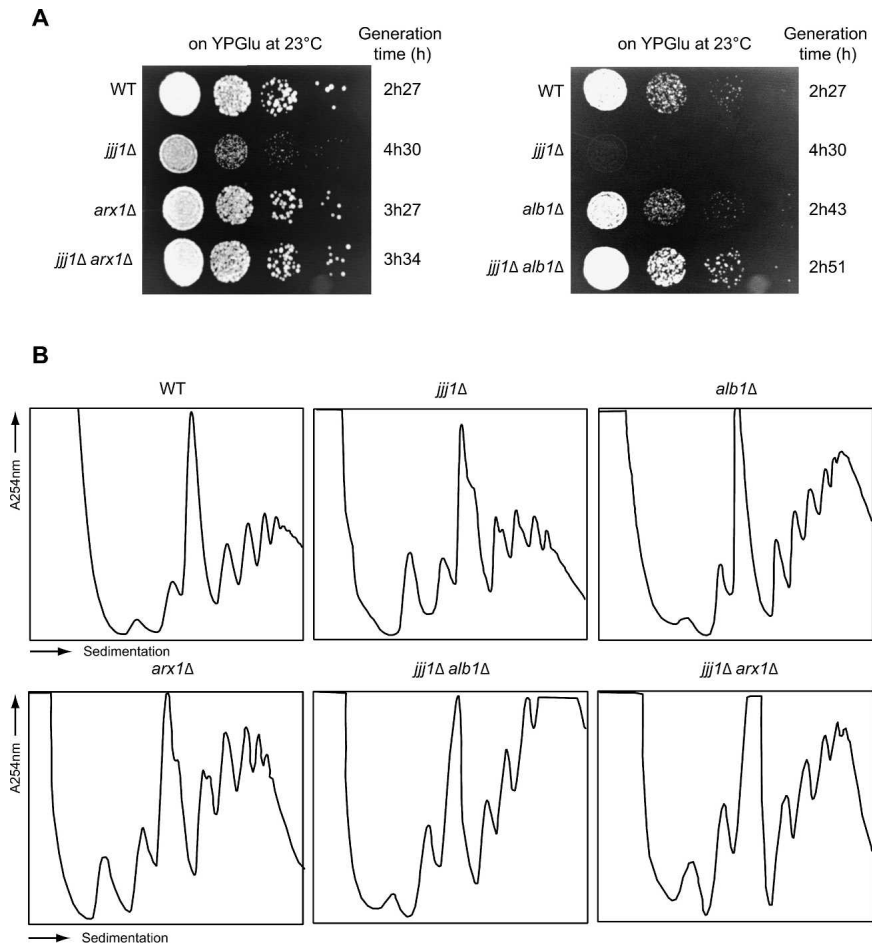 A
on YPGlu at 23°C
Generation
time (h)
WT
2h27
jjj1Δ
4h30
arx1Δ
3h27
jjj1Δ arx1Δ
3h34
on YPGlu at 23°C
Generation
time (h)
WT
2h27
jjj1Δ
4h30
alb1Δ
2h43
jjj1Δ alb1Δ
2h51
B
WT
jjj1Δ
alb1Δ
A254nm
Sedimentation
arx1Δ
jjj1Δ alb1Δ
jjj1Δ arx1Δ
A254nm
Sedimentation